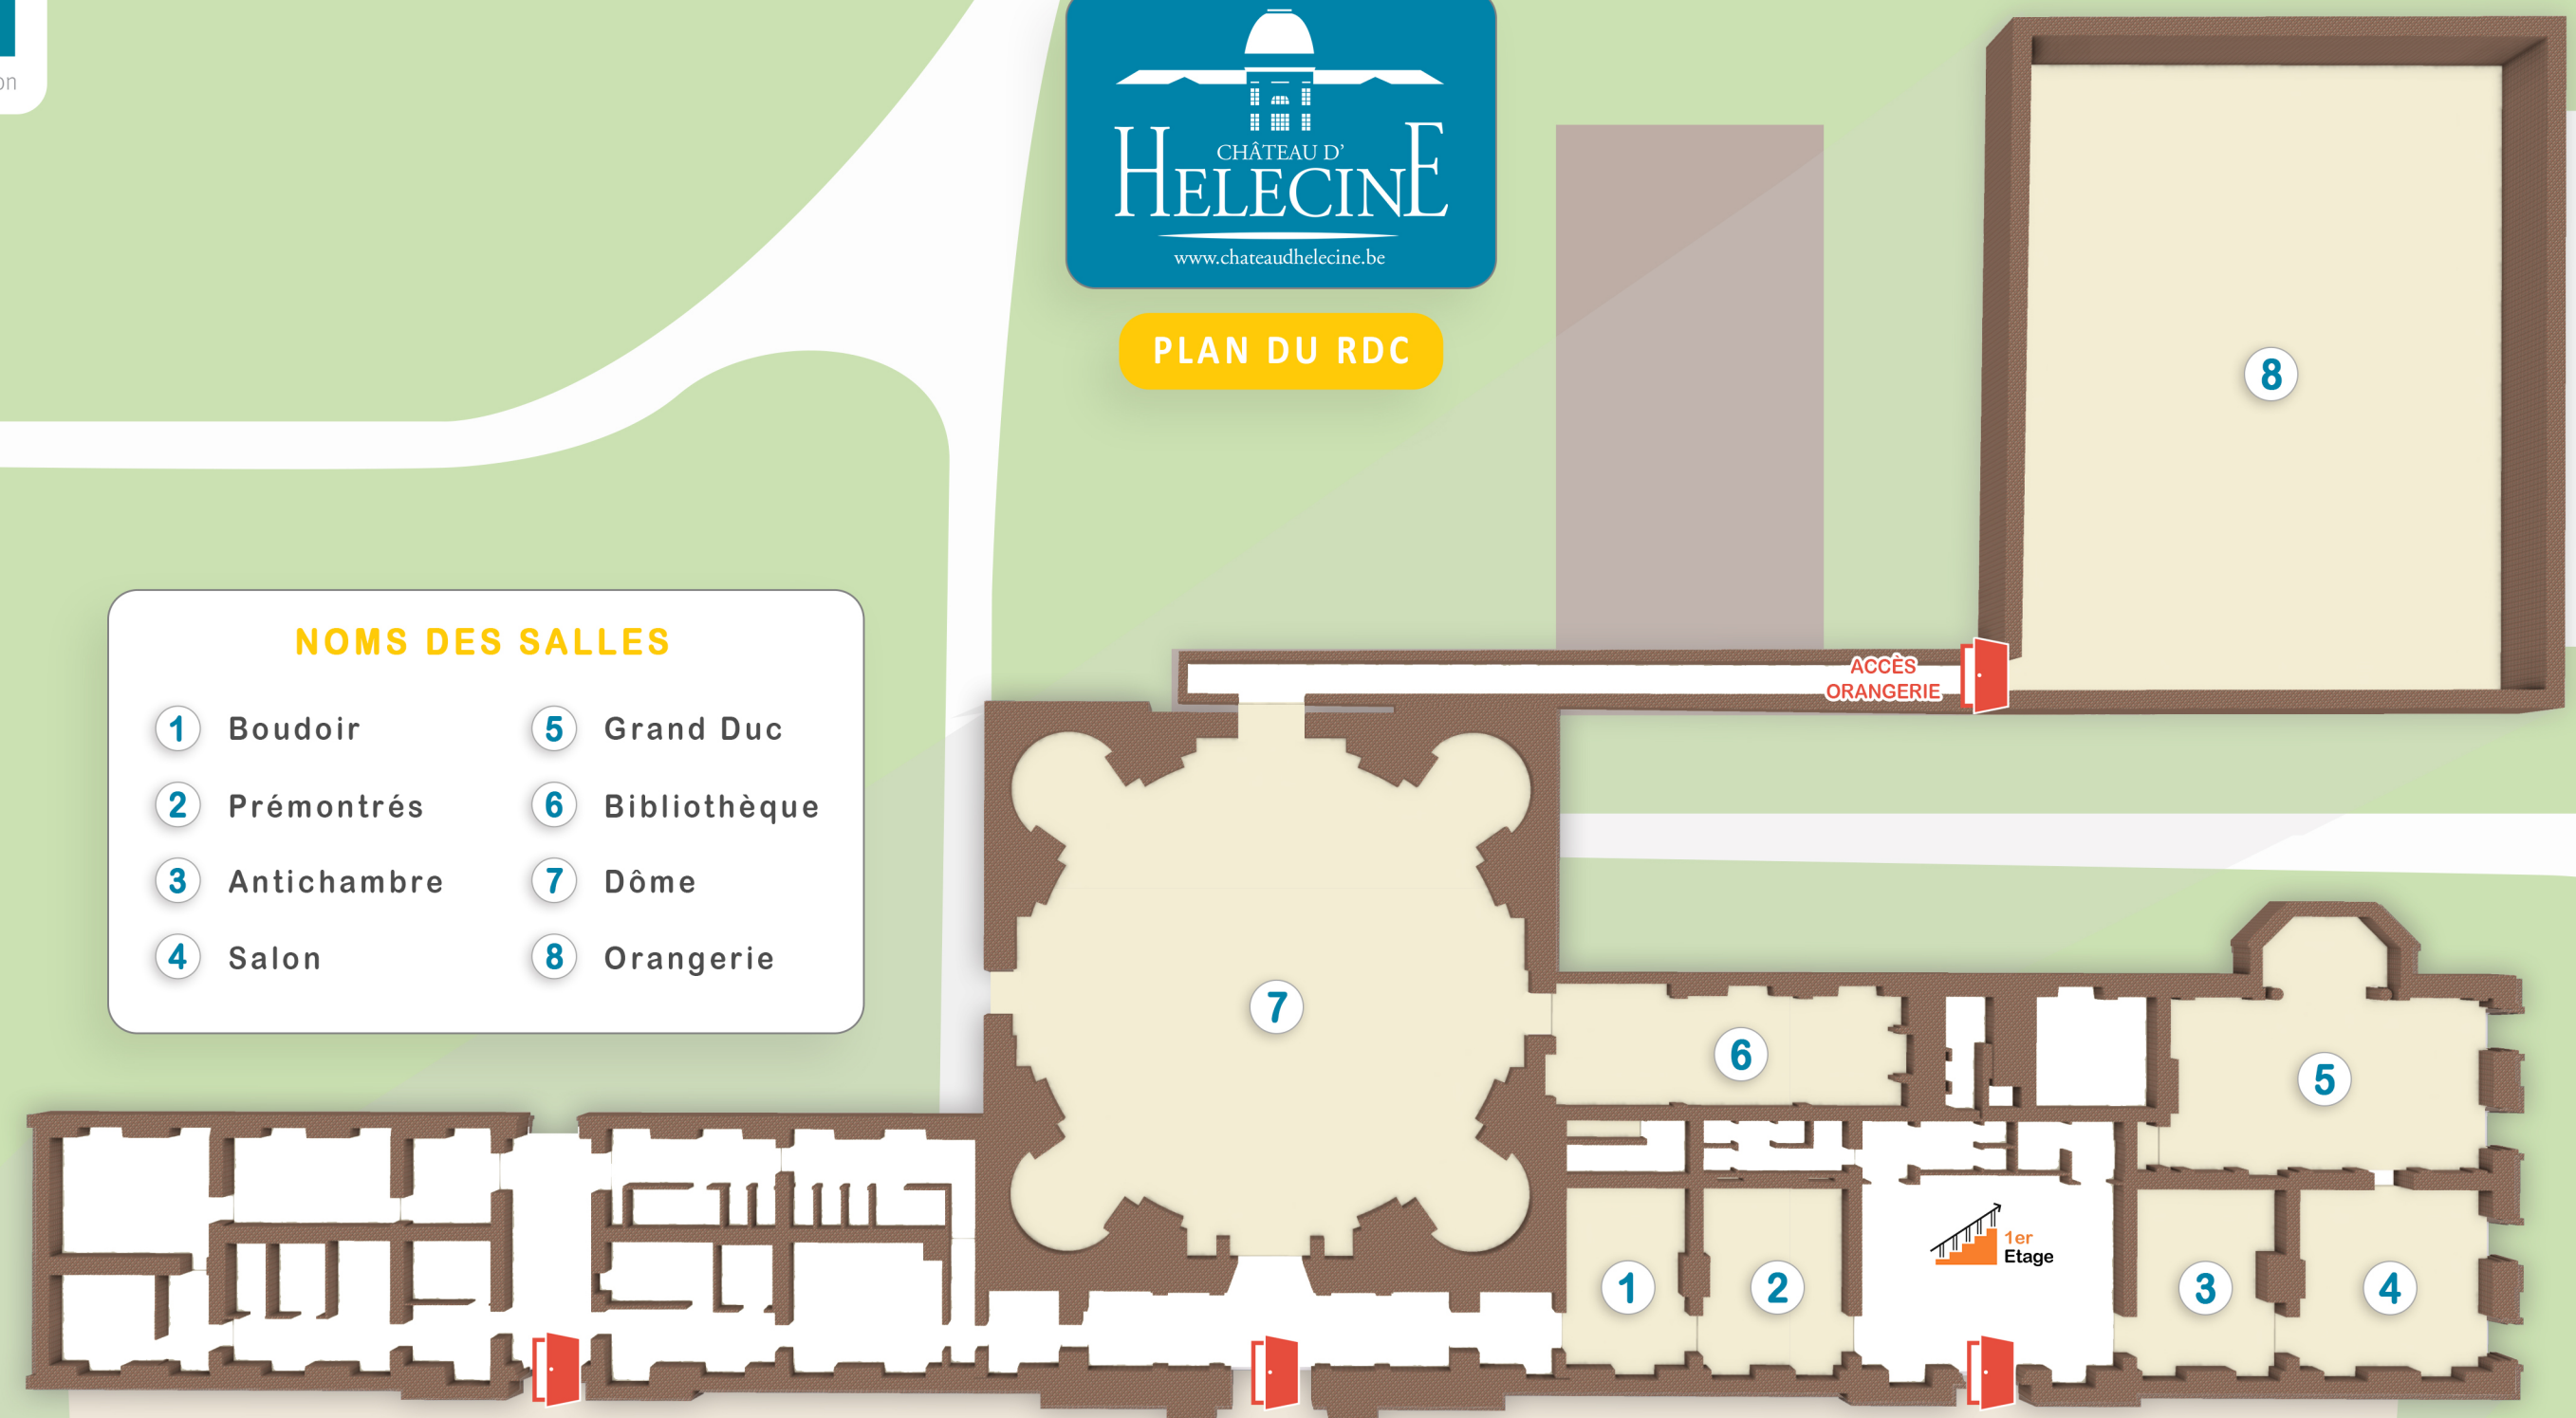 CHÂTEAU D'
HELECINE
www.chateaudhelecine.be
PLAN DU RDC
8
NOMS DES SALLES
1 Boudoir
2 Prémontrés
3 Antichambre
4 Salon
5 Grand Duc
6 Bibliothèque
7 Dôme
8 Orangerie
ACCÈS
ORANGERIE
7
6
5
1er
Etage
1
2
3
4